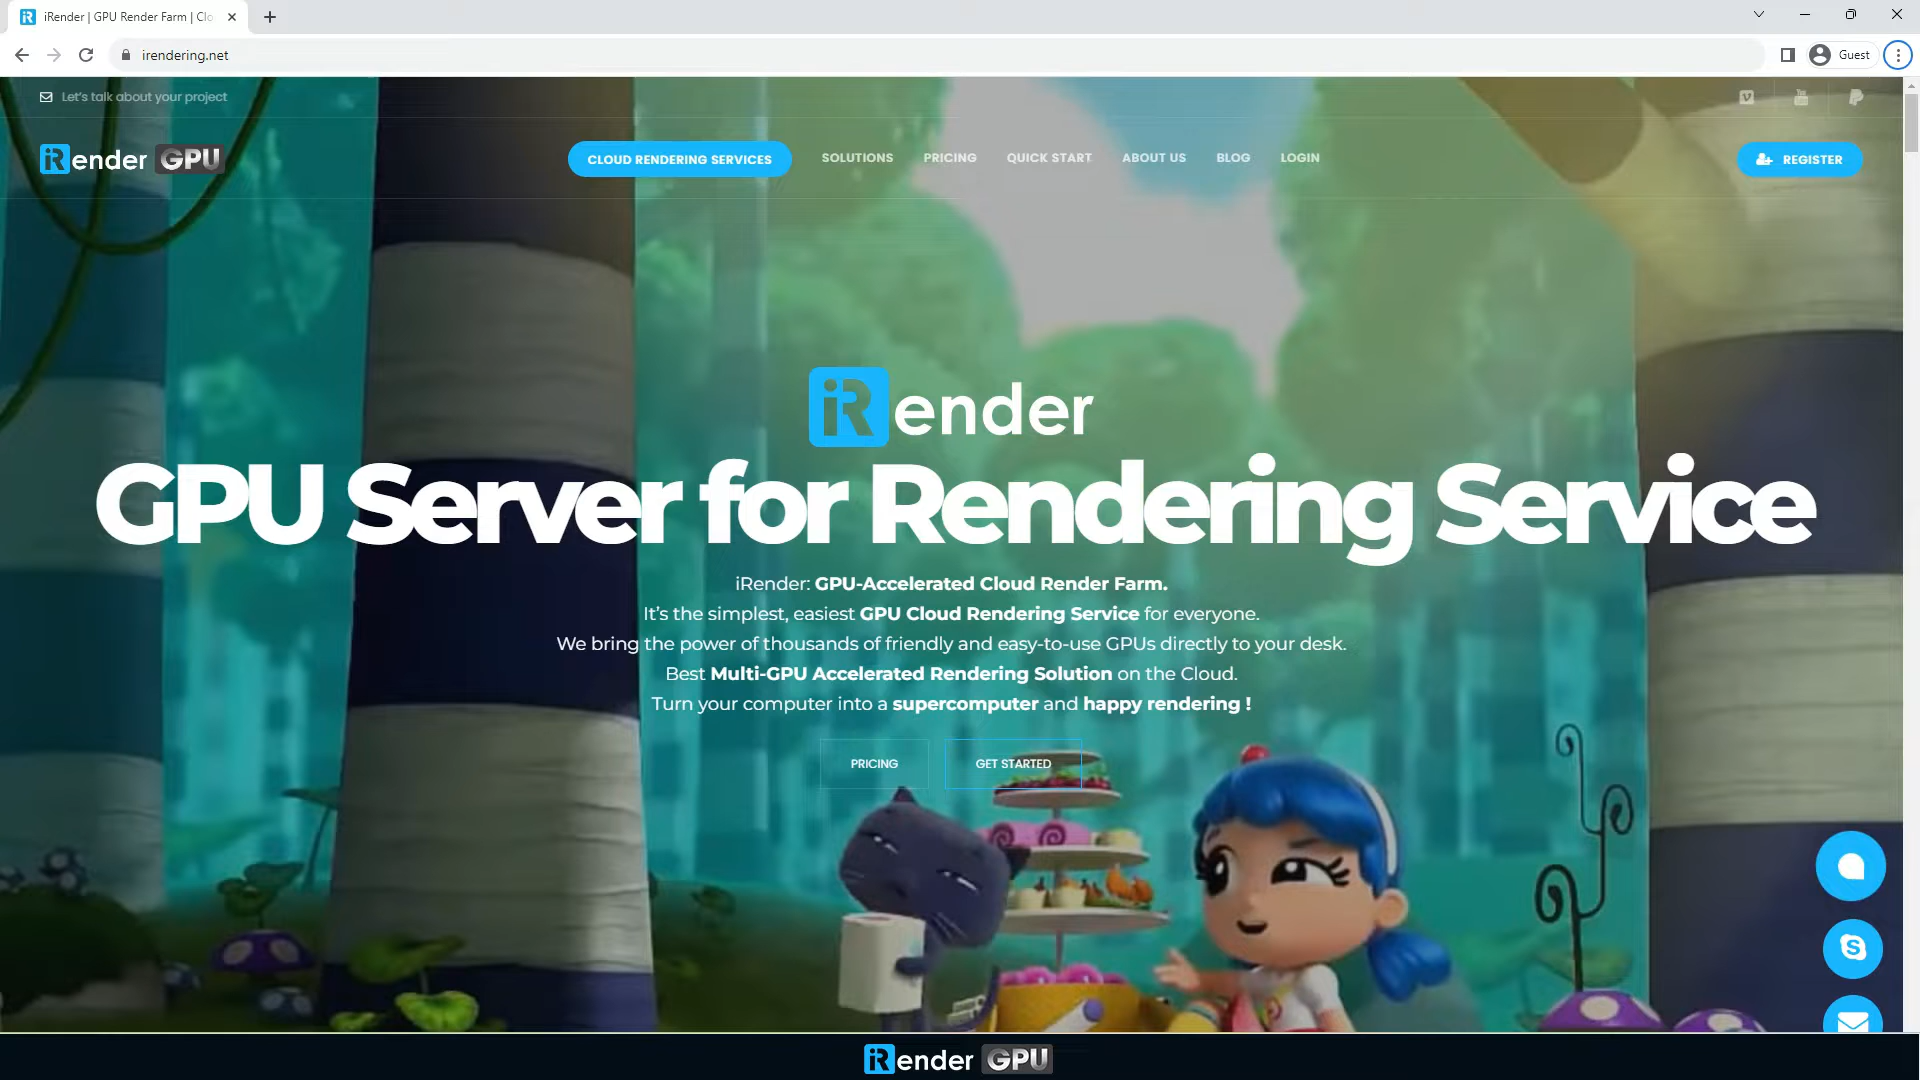 iRender | GPU Render Farm | Clo
irendering.net
Guest
Let's talk about your project
iRender GPU
CLOUD RENDERING SERVICES
SOLUTIONS
PRICING
QUICK START
ABOUT US
BLOG
LOGIN
REGISTER
iRender
GPU Server for Rendering Service
iRender: GPU-Accelerated Cloud Render Farm.
It's the simplest, easiest GPU Cloud Rendering Service for everyone.
We bring the power of thousands of friendly and easy-to-use GPUs directly to your desk.
Best Multi-GPU Accelerated Rendering Solution on the Cloud.
Turn your computer into a supercomputer and happy rendering !
PRICING
GET STARTED
iRender GPU